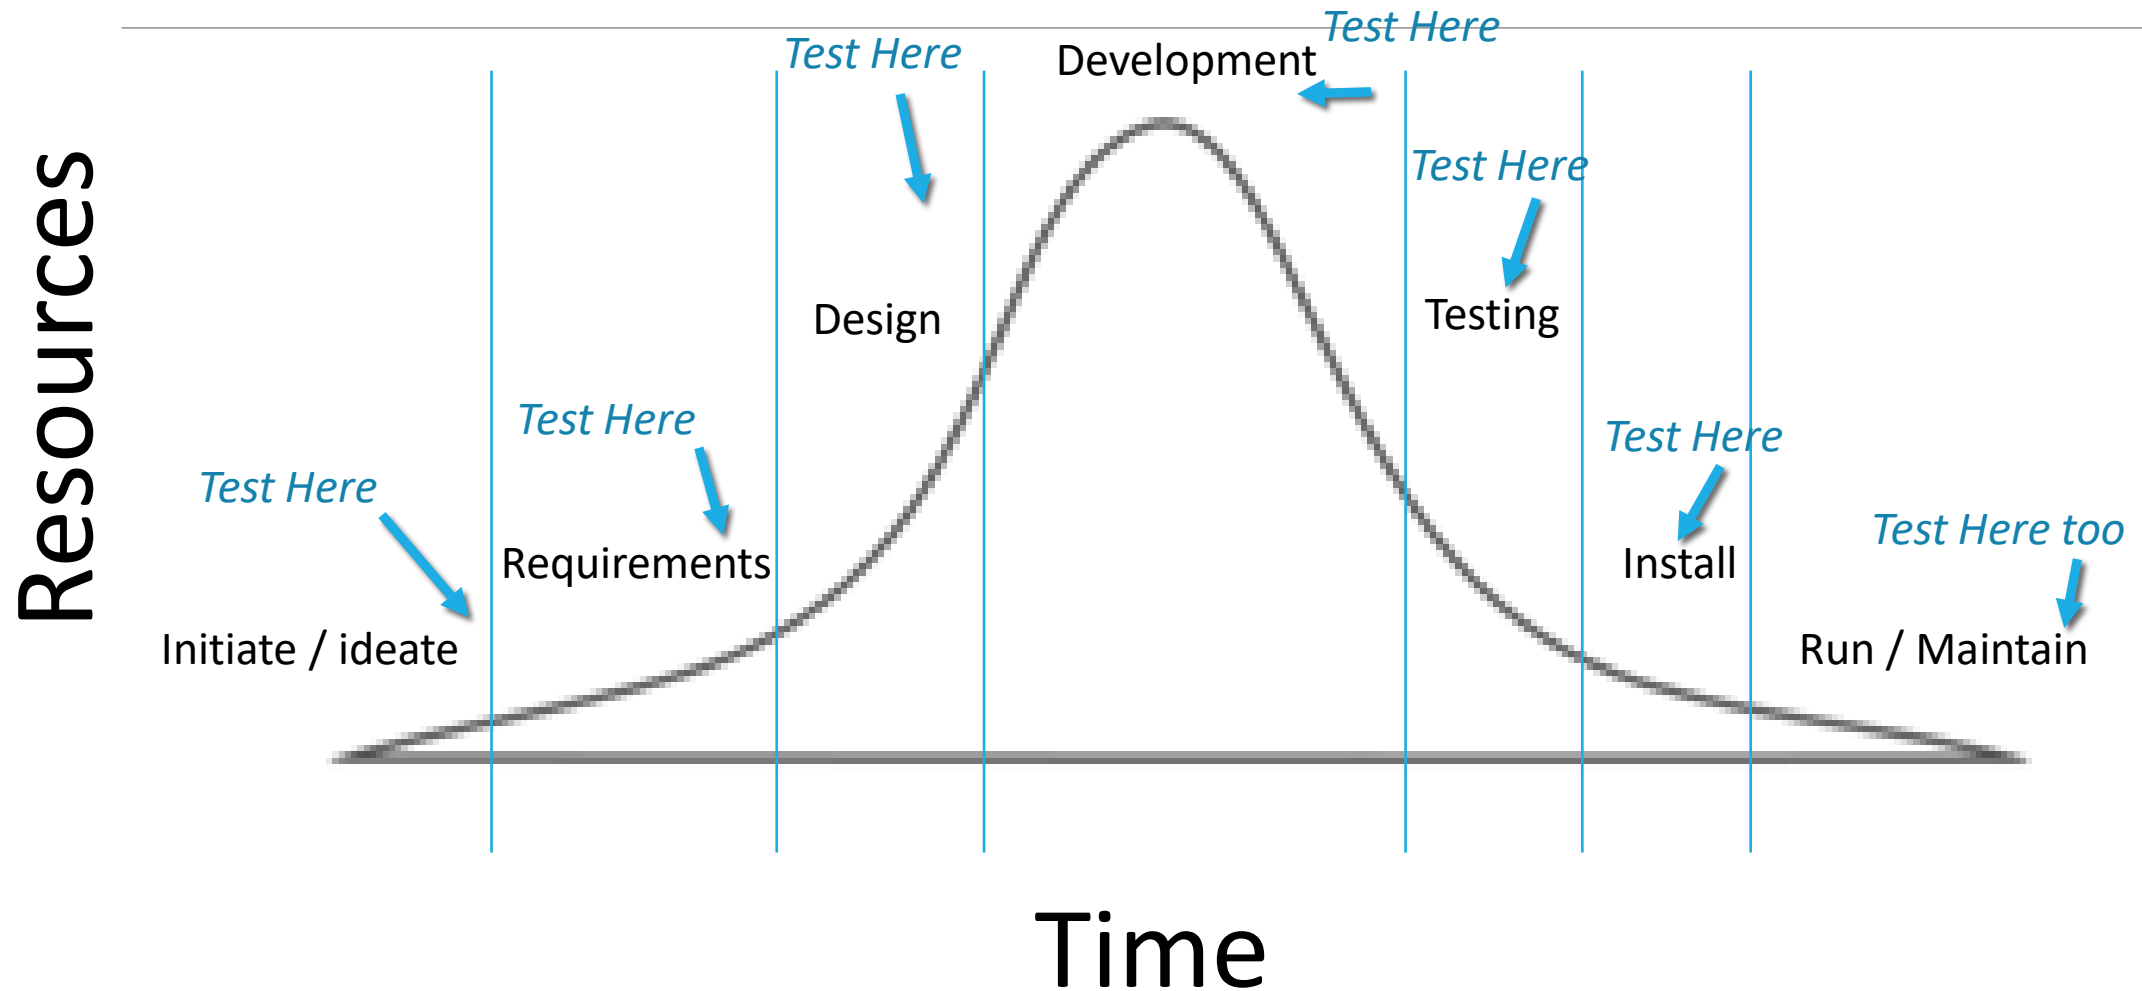 Test Here
Test Here
Development
Test Here
Resources
Design
Testing
Test Here
Test Here
Test Here
Test Here too
Requirements
Install
Initiate / ideate
Run / Maintain
Time